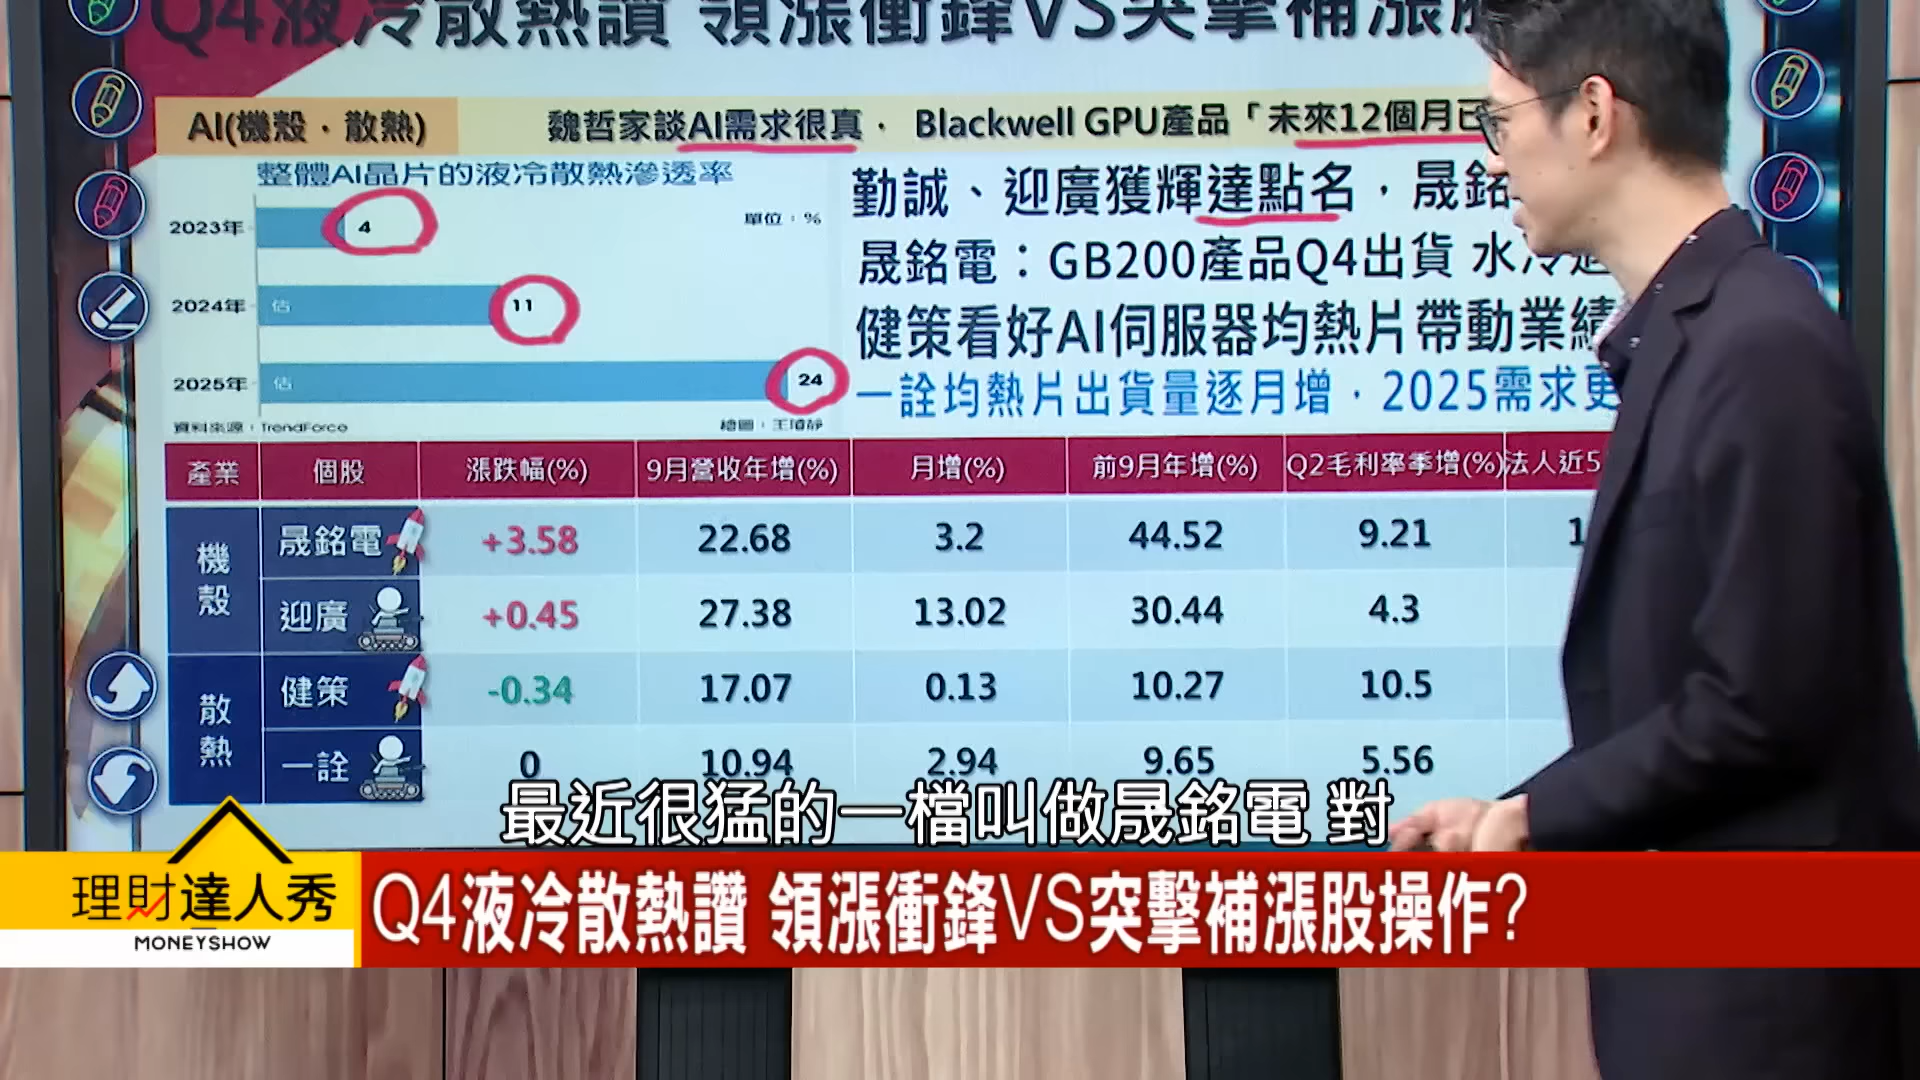 Q4液冷散熱讚 領漲衝鋒VS突擊補漲股
AI(機殼·散熱)
魏哲家談AI需求很真, Blackwell GPU產品「未來12個月已
整體AI晶片的液冷散熱滲透率
單位：%
2023年 4
2024年 估 11
2025年 估 24
資料來源：TrendForce
勤誠、迎廣獲輝達點名，晟銘
晟銘電：GB200產品Q4出貨 水冷
健策看好AI伺服器均熱片帶動業績
一詮均熱片出貨量逐月增，2025需求更
產業 個股 漲跌幅(%) 9月營收年增(%) 月增(%) 前9月年增(%) Q2毛利率季增(%) 法人近5
機殼 晟銘電 +3.58 22.68 3.2 44.52 9.21 1
迎廣 +0.45 27.38 13.02 30.44 4.3
散熱 健策 -0.34 17.07 0.13 10.27 10.5
一詮 0 10.94 2.94 9.65 5.56
最近很猛的一檔叫做晟銘電 對
理財達人秀
MONEYSHOW
Q4液冷散熱讚 領漲衝鋒VS突擊補漲股操作?